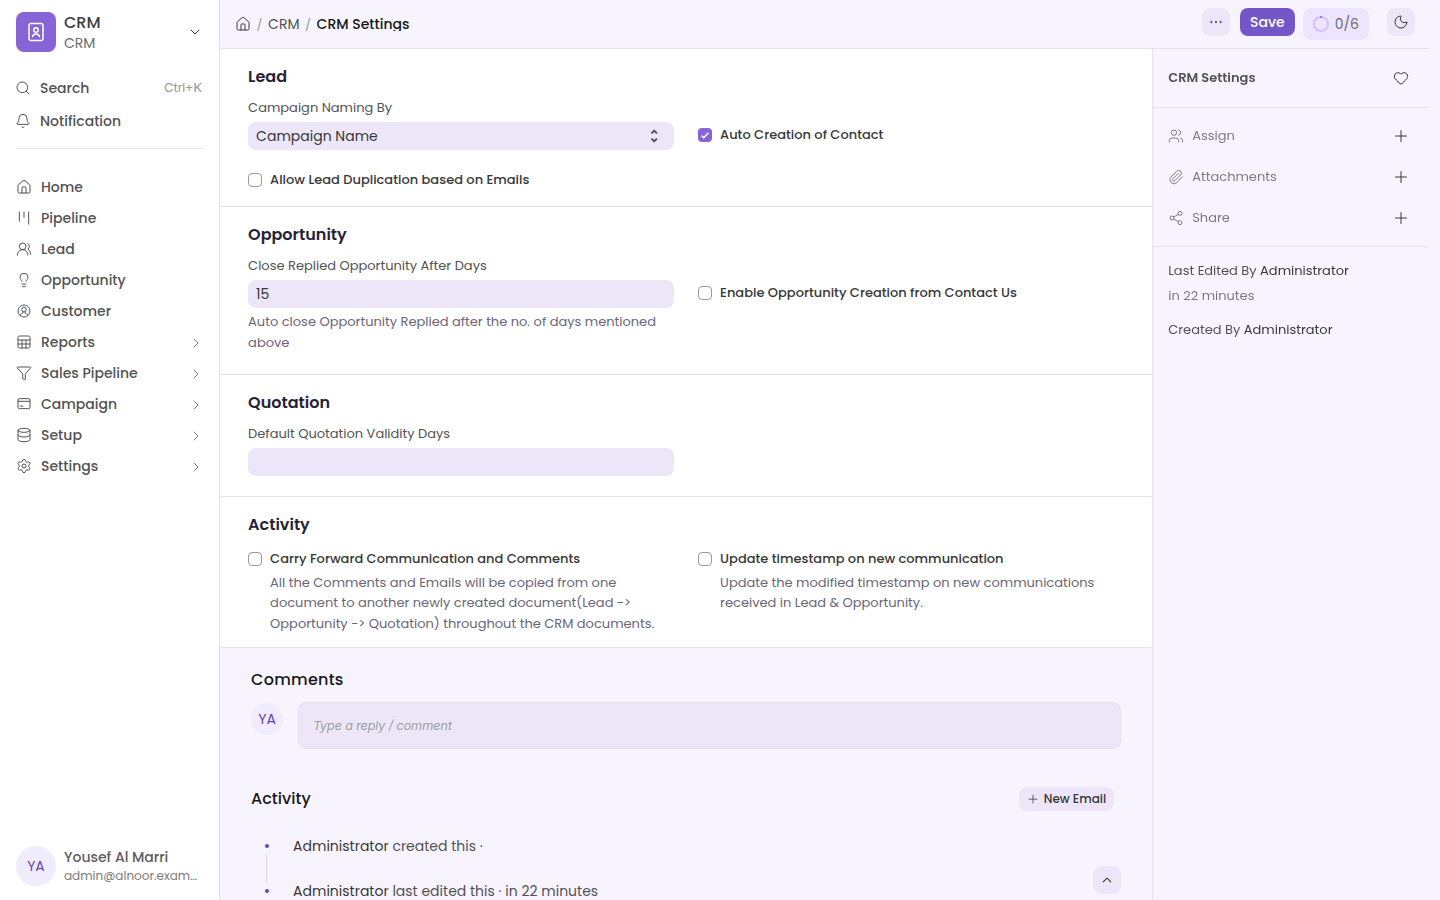 CRM
CRM
Search Ctrl+K
Notification
Home
Pipeline
Lead
Opportunity
Customer
Reports
Sales Pipeline
Campaign
Setup
Settings
YA
Yousef Al Marri
admin@alnoor.exam...
/ CRM / CRM Settings
Save
0/6
Lead
Campaign Naming By
Campaign Name
Auto Creation of Contact
Allow Lead Duplication based on Emails
Opportunity
Close Replied Opportunity After Days
15
Enable Opportunity Creation from Contact Us
Auto close Opportunity Replied after the no. of days mentioned
above
Quotation
Default Quotation Validity Days
Activity
Carry Forward Communication and Comments
All the Comments and Emails will be copied from one
document to another newly created document(Lead ->
Opportunity -> Quotation) throughout the CRM documents.
Update timestamp on new communication
Update the modified timestamp on new communications
received in Lead & Opportunity.
Comments
YA
Type a reply / comment
Activity
New Email
Administrator created this ·
Administrator last edited this · in 22 minutes
CRM Settings
Assign
Attachments
Share
Last Edited By Administrator
in 22 minutes
Created By Administrator